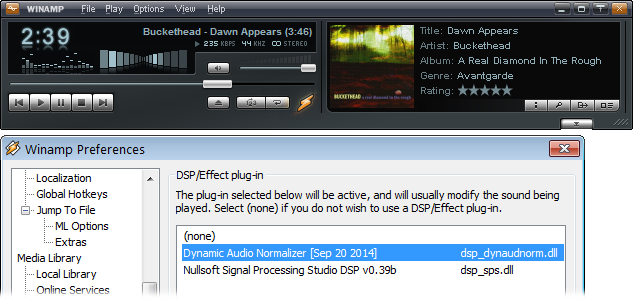 WINAMP File Play Options View Help
2:39
Buckethead - Dawn Appears (3:46)
235 KBPS 44 KHZ STEREO
Title: Dawn Appears
Artist: Buckethead
Album: A Real Diamond In The Rough
Genre: Avantgarde
Rating: ★★★★★
BUCKETHEAD a real diamond in the rough
Winamp Preferences
Localization
Global Hotkeys
Jump To File
ML Options
Extras
Media Library
Local Library
Online Services
DSP/Effect plug-in
The plug-in selected below will be active, and will usually modify the sound being
played. Select (none) if you do not wish to use a DSP/Effect plug-in.
(none)
Dynamic Audio Normalizer [Sep 20 2014] dsp_dynaudnorm.dll
Nullsoft Signal Processing Studio DSP v0.39b dsp_sps.dll